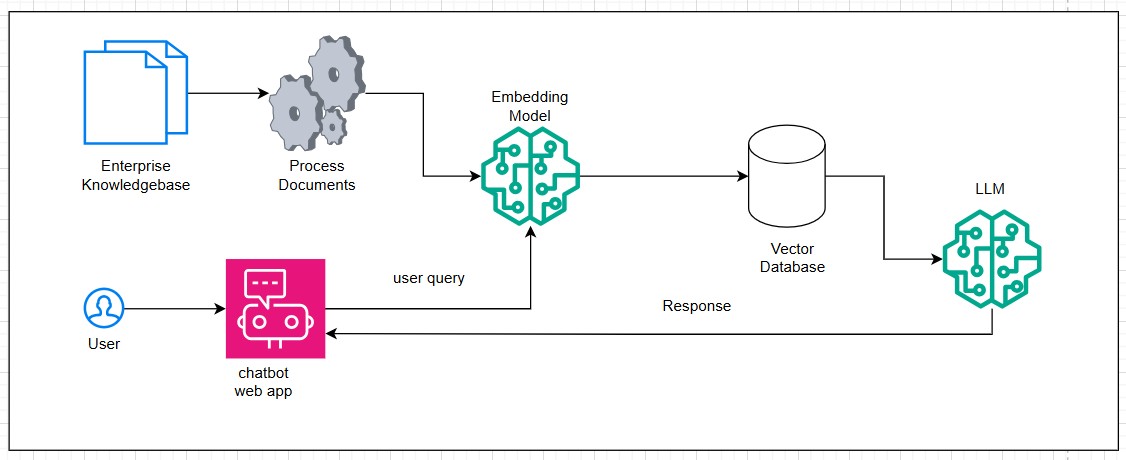 Enterprise
Knowledgebase
Process
Documents
Embedding
Model
Vector
Database
LLM
User
chatbot
web app
user query
Response